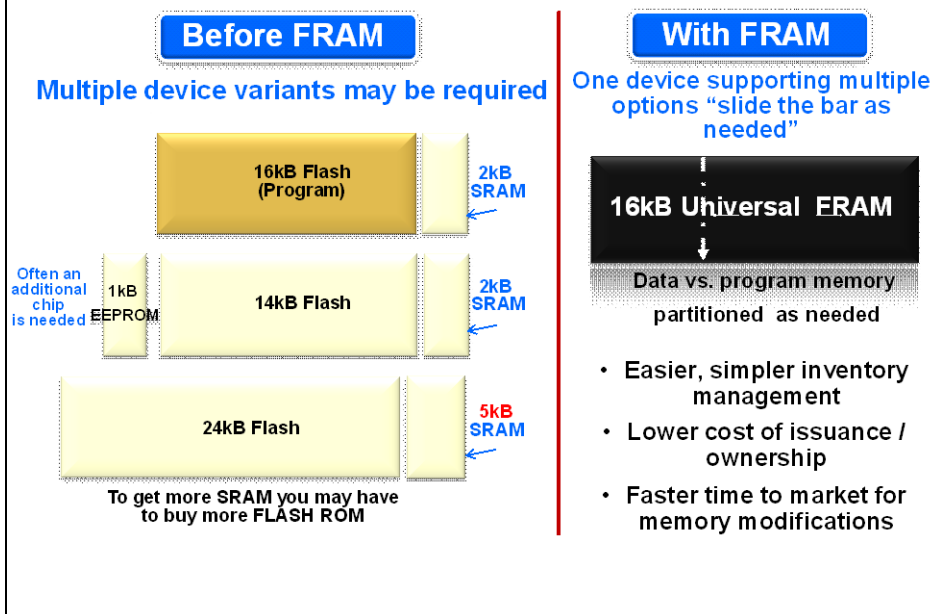 Before FRAM
Multiple device variants may be required
16kB Flash
(Program)
2kB
SRAM
Often an
additional
chip
is needed
1kB
EEPROM
14kB Flash
2kB
SRAM
24kB Flash
5kB
SRAM
To get more SRAM you may have
to buy more FLASH ROM
With FRAM
One device supporting multiple
options “slide the bar as
needed”
16kB Universal FRAM
Data vs. program memory
partitioned as needed
• Easier, simpler inventory
management
• Lower cost of issuance /
ownership
• Faster time to market for
memory modifications